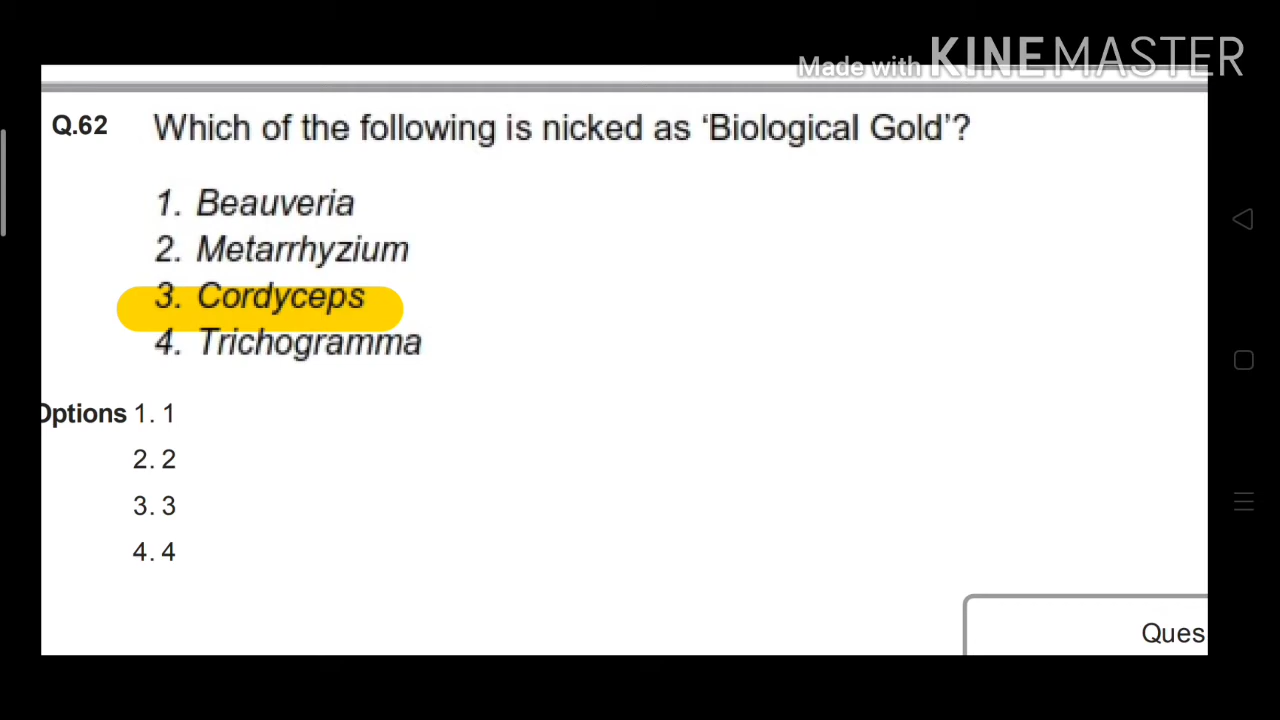 Made with KINEMASTER
Q.62 Which of the following is nicked as ‘Biological Gold’?
1. Beauveria
2. Metarrhyzium
3. Cordyceps
4. Trichogramma
Options 1. 1
2. 2
3. 3
4. 4
Ques